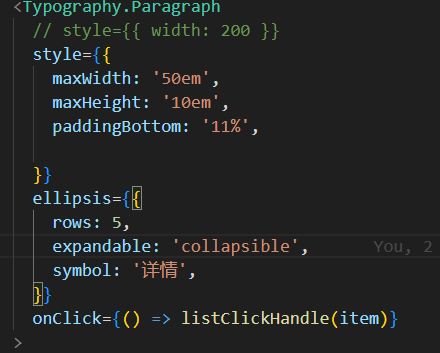 <Typography.Paragraph
// style={{ width: 200 }}
style={{
maxWidth: '50em',
maxHeight: '10em',
paddingBottom: '11%',
}}
ellipsis={{
rows: 5,
expandable: 'collapsible', You, 2
symbol: '详情',
}}
onClick={() => listClickHandle(item)}
>